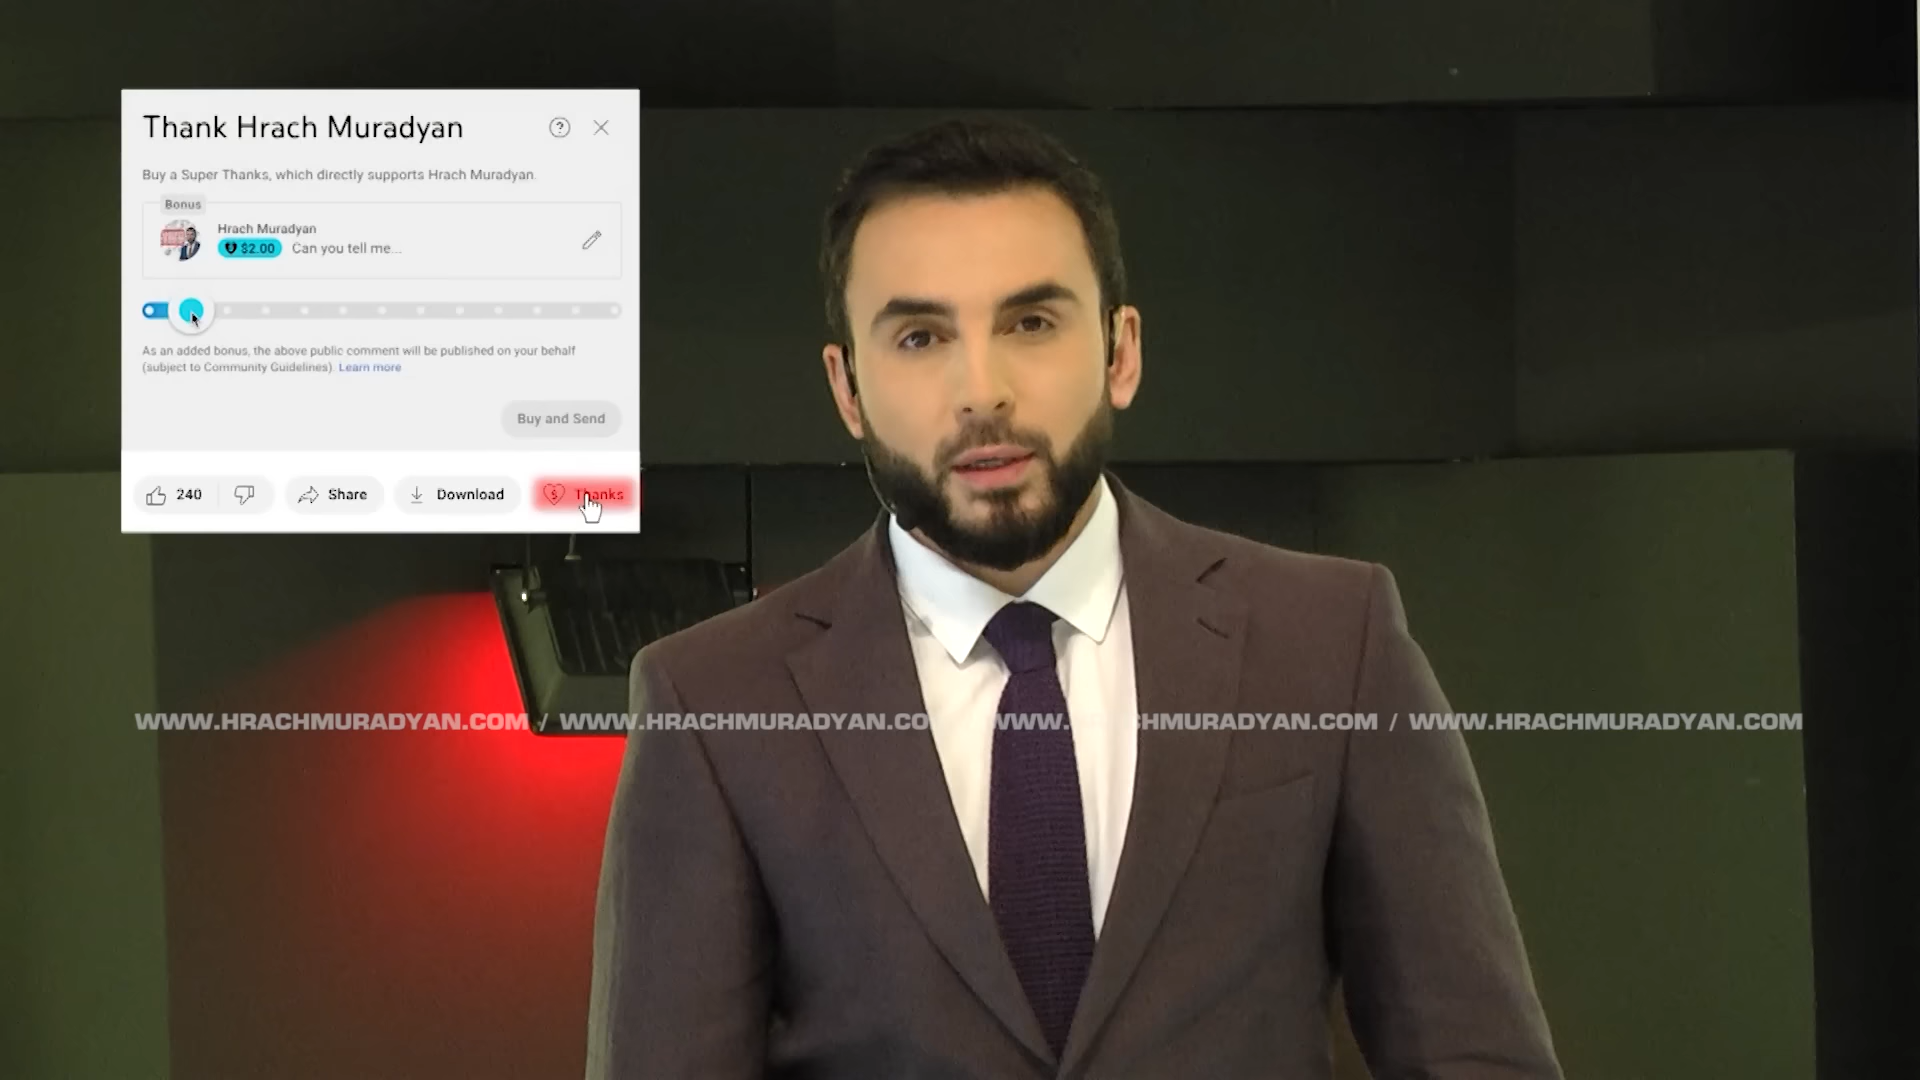 Thank Hrach Muradyan
Buy a Super Thanks, which directly supports Hrach Muradyan.
Bonus
Hrach Muradyan
$2.00 Can you tell me...
As an added bonus, the above public comment will be published on your behalf
(subject to Community Guidelines). Learn more
Buy and Send
240 Share Download Thanks
WWW.HRACHMURADYAN.COM / WWW.HRACHMURADYAN.CO WWW.HRACHMURADYAN.COM / WWW.HRACHMURADYAN.COM